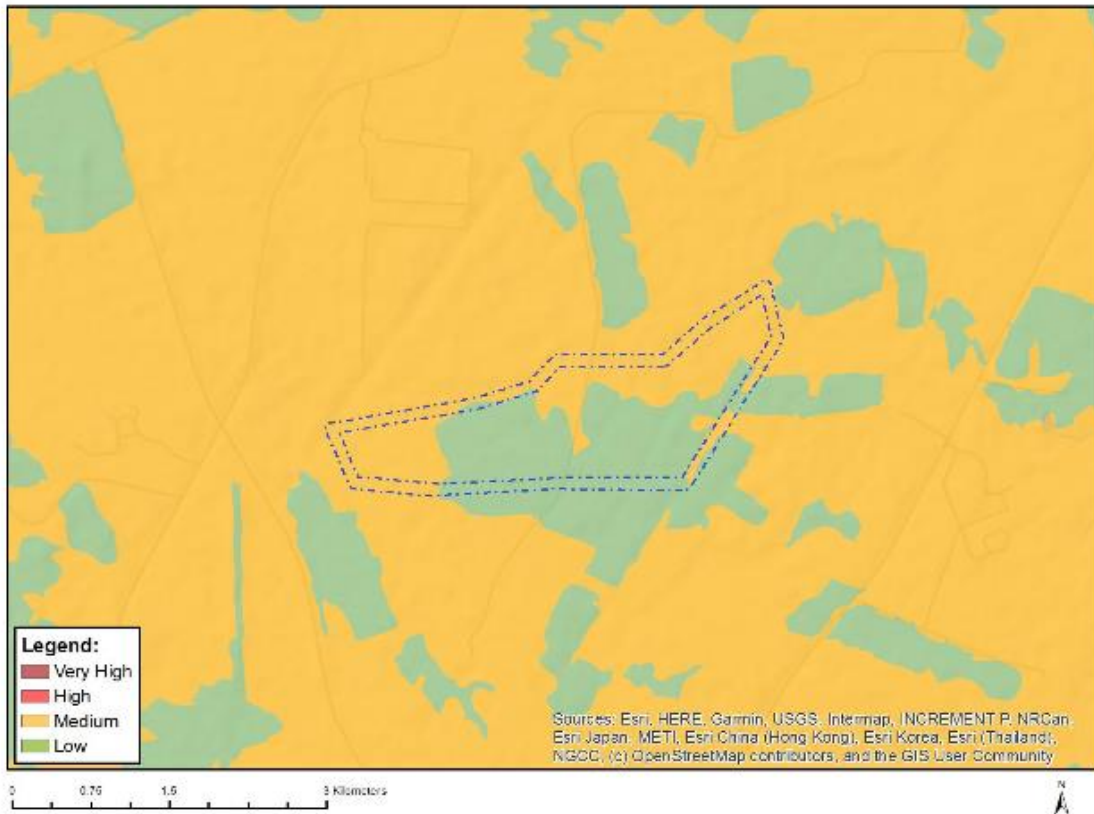 Legend:
Very High
High
Medium
Low
Sources: Esri, HERE, Garmin, USGS, Intermap, INCREMENT P, NRCan,
Esri Japan, METI, Esri China (Hong Kong), Esri Korea, Esri (Thailand),
NGCC, (c) OpenStreetMap contributors, and the GIS User Community
0 0.75 1.5 3 Kilometers
N